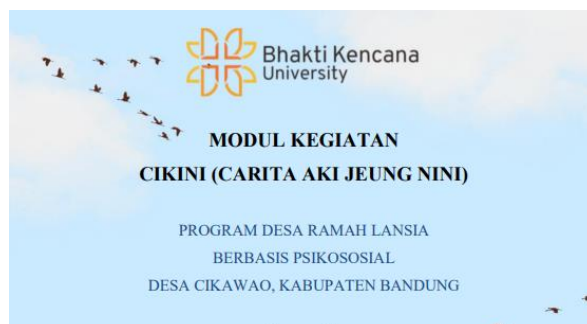 Bhakti Kencana
University
MODUL KEGIATAN
CIKINI (CARITA AKI JEUNG NINI)
PROGRAM DESA RAMAH LANSIA
BERBASIS PSIKOSOSIAL
DESA CIKAWAO, KABUPATEN BANDUNG